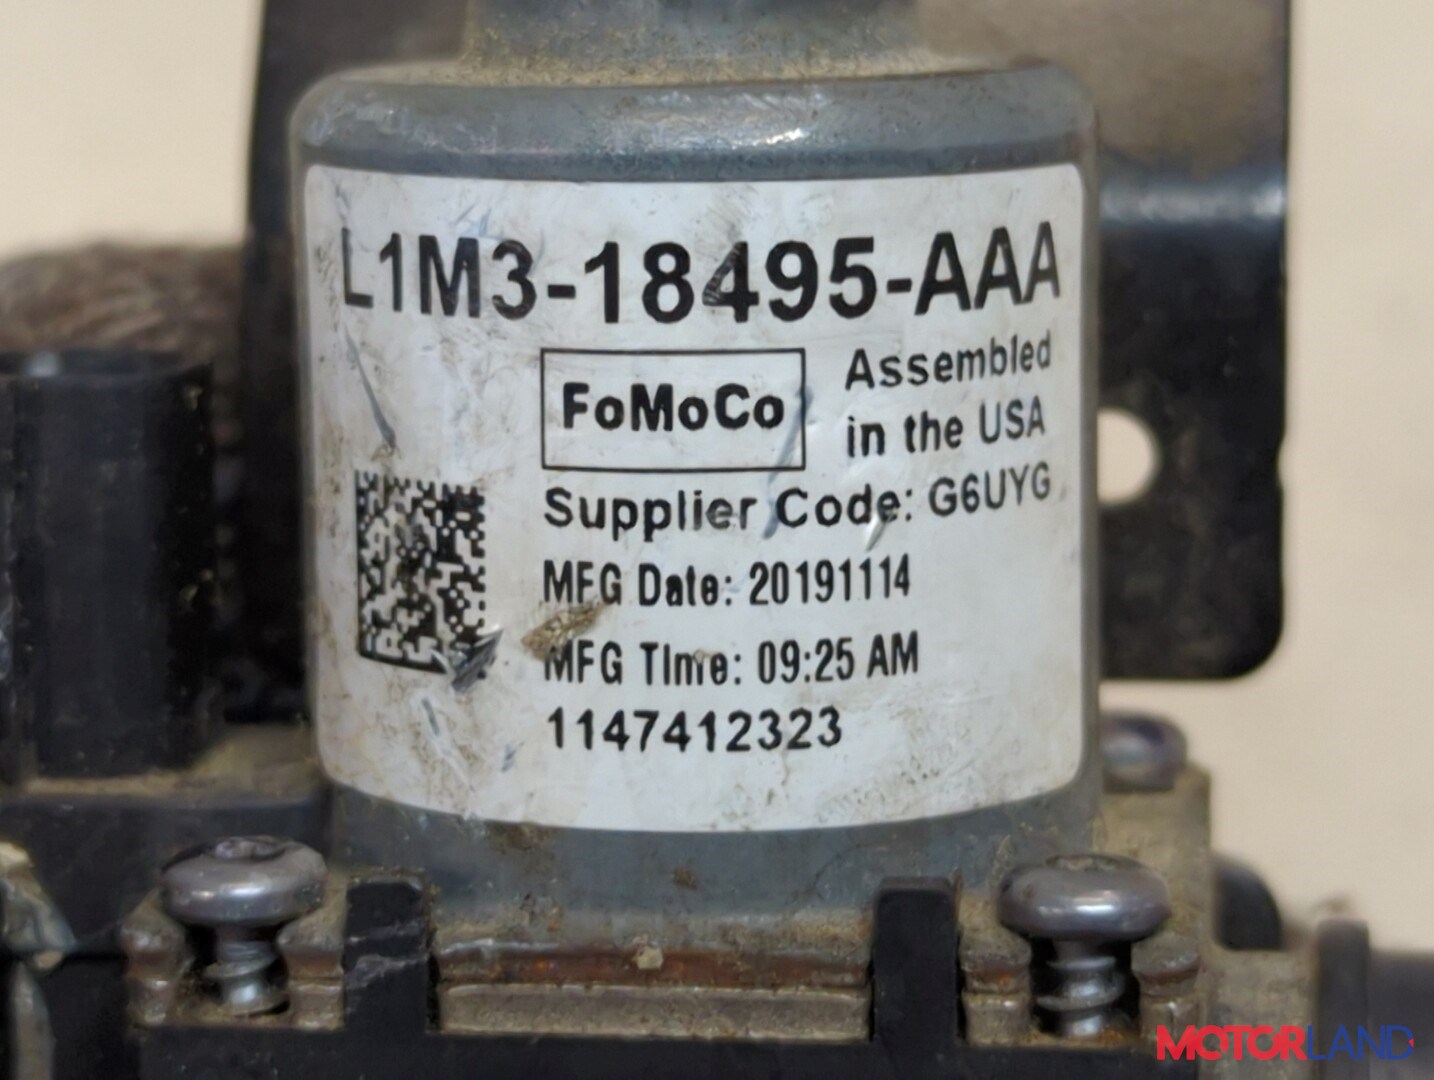 L1M3-18495-AAA
FoMoCo
Assembled
in the USA
Supplier Code: G6UYG
MFG Date: 20191114
MFG Time: 09:25 AM
1147412323
MOTORLAND